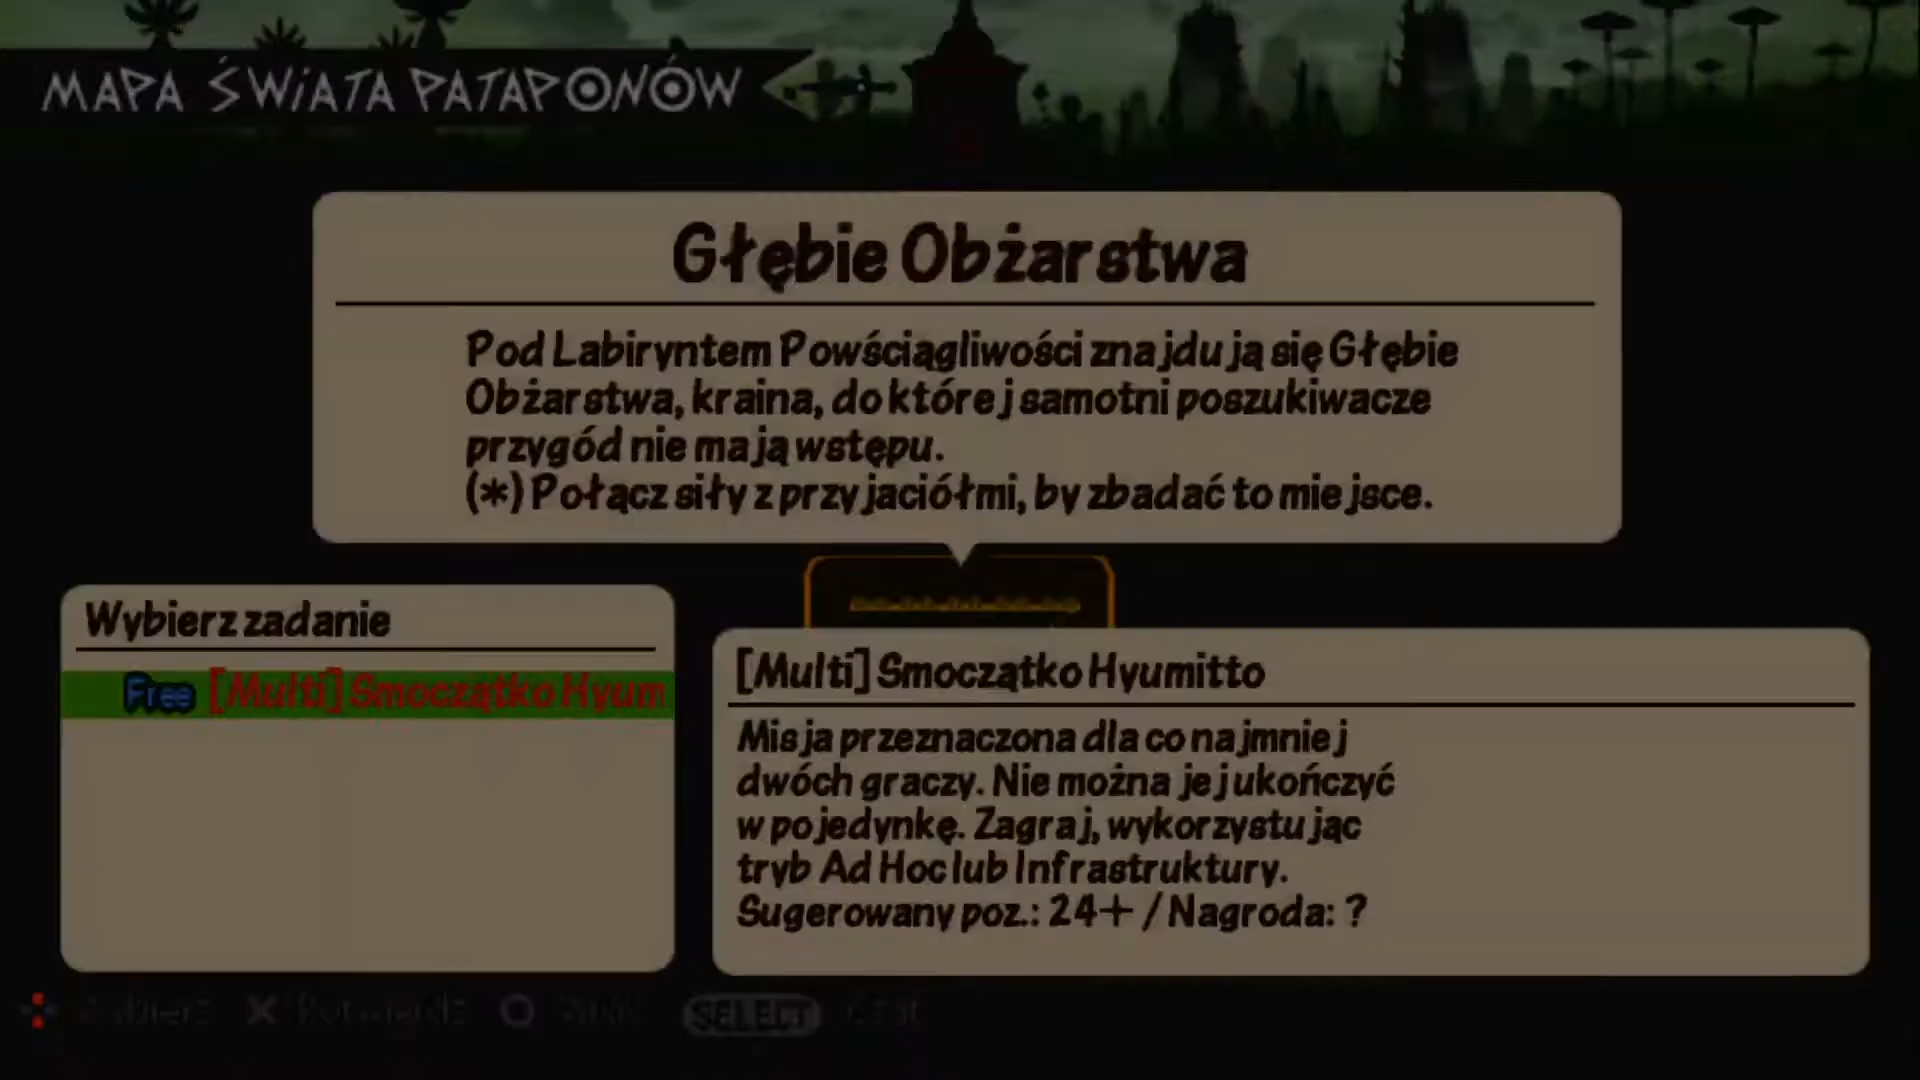 MAPA ŚWIATA PATAPONÓW
Głębie Obżarstwa
Pod Labiryntem Powściągliwości znajdują się Głębie
Obżarstwa, kraina, do której samotni poszukiwacze
przygód nie mają wstępu.
(*) Połącz siły z przyjaciółmi, by zbadać to miejsce.
Wybierz zadanie
Free [Multi] Smoczątko Hyum
[Multi] Smoczątko Hyumitto
Misja przeznaczona dla co najmniej
dwóch graczy. Nie można jej ukończyć
w pojedynkę. Zagraj, wykorzystując
tryb Ad Hoc lub Infrastruktury.
Sugerowany poz.: 24+ / Nagroda: ?
Wybierz X Potwierdź SELECT Czat